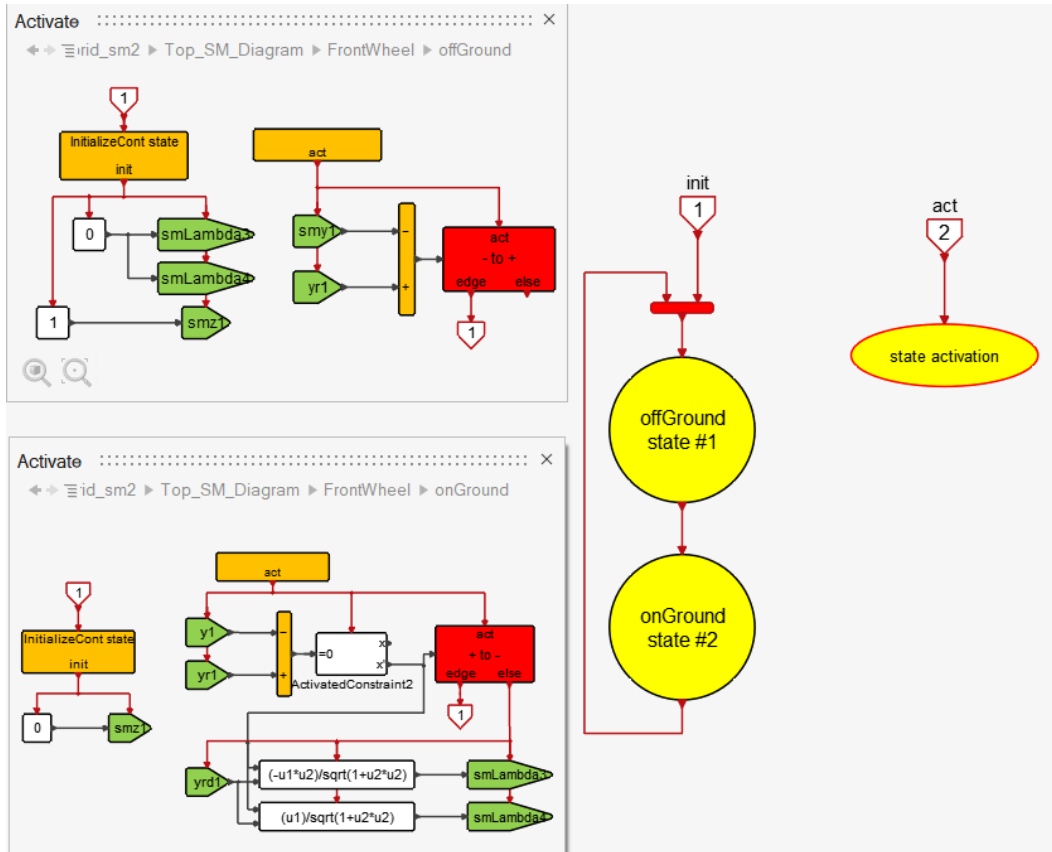 Activate
rid_sm2 Top_SM_Diagram FrontWheel offGround
1
InitializeCont state
init
0
smLambda3
smLambda4
1
smz1
act
smy1
yr1
-
+
act
- to +
edge else
1
Activate
id_sm2 Top_SM_Diagram FrontWheel onGround
1
InitializeCont state
init
0
smz1
act
y1
yr1
-
+
=0
x
x'
ActivatedConstraint2
act
+ to -
edge else
1
yrd1
(-u1*u2)/sqrt(1+u2*u2)
smLambda3
(u1)/sqrt(1+u2*u2)
smLambda4
init
1
offGround
state #1
onGround
state #2
act
2
state activation